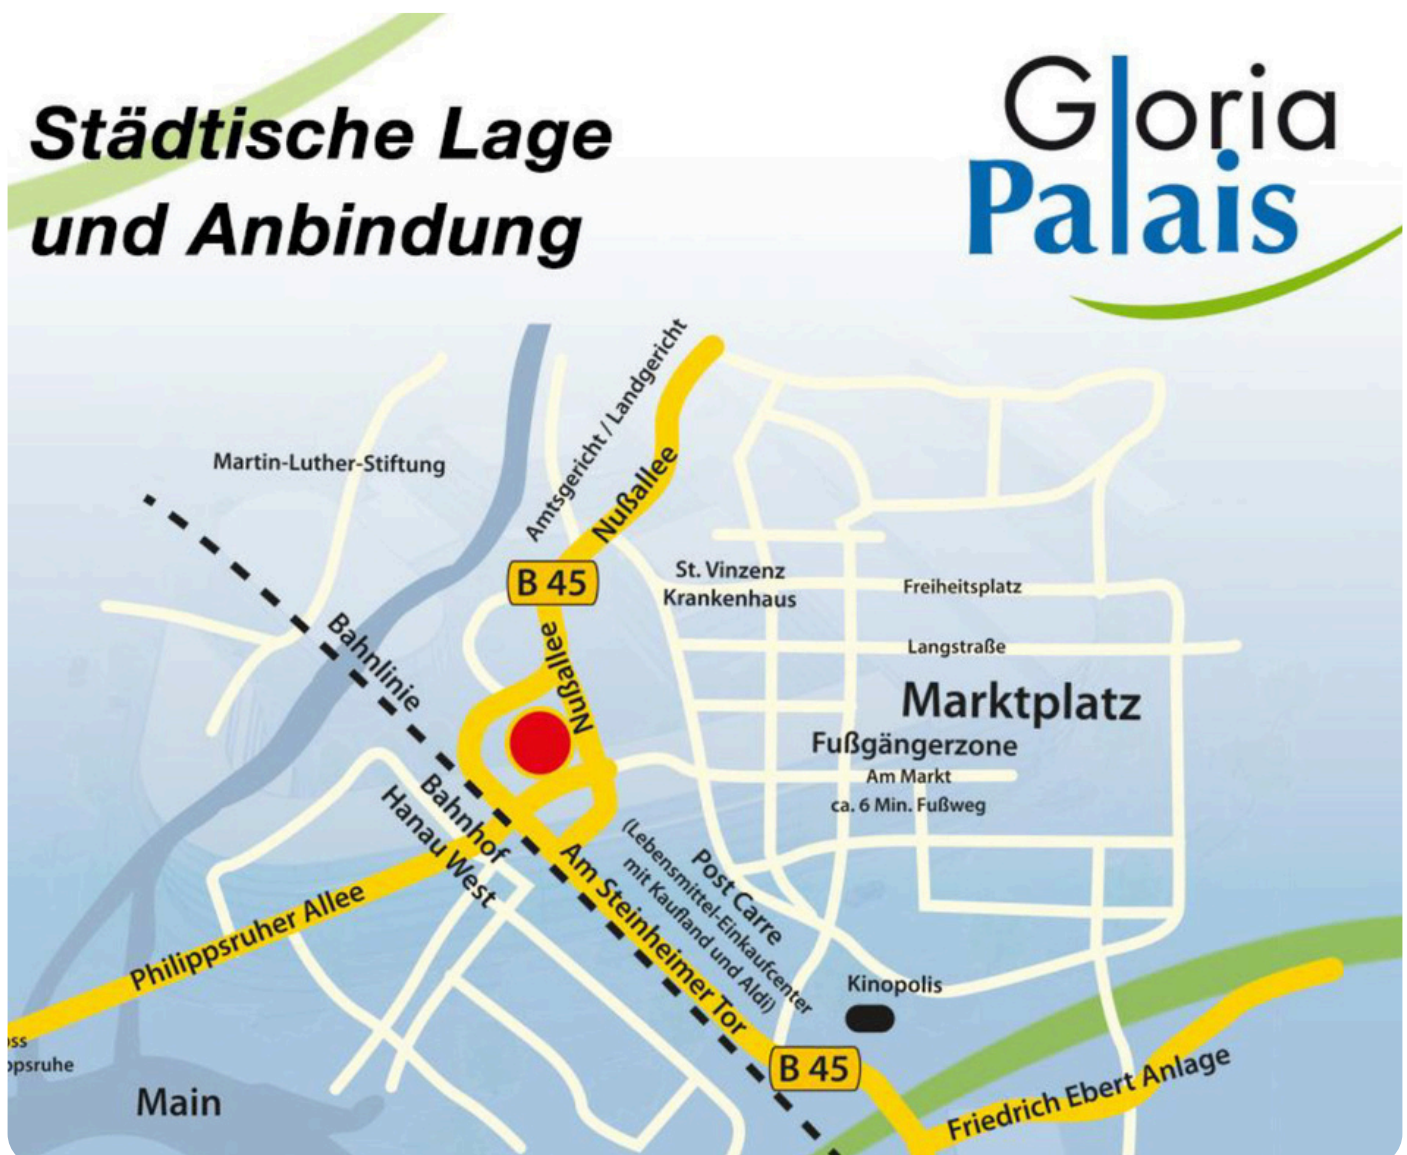 Städtische Lage
und Anbindung
Gloria
Palais
Amtsgericht / Landgericht
Nußallee
Martin-Luther-Stiftung
B 45
St. Vinzenz
Krankenhaus
Freiheitsplatz
Nußallee
Langstraße
Bahnlinie
Marktplatz
Fußgängerzone
Am Markt
ca. 6 Min. Fußweg
Bahnhof
Hanau West
Post Carre
(Lebensmittel-Einkaufcenter
mit Kaufland und Aldi)
Am Steinheimer Tor
Philippsruher Allee
Kinopolis
B 45
Friedrich Ebert Anlage
Main